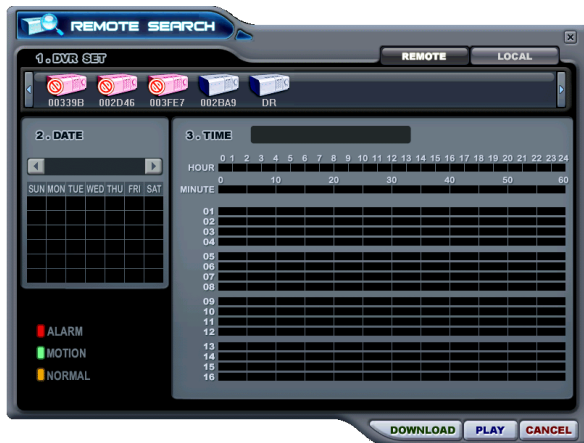 REMOTE SEARCH
1. DVR SET
REMOTE LOCAL
00339B 002D46 003FE7 002BA9 DR
2. DATE
SUN MON TUE WED THU FRI SAT
ALARM
MOTION
NORMAL
3. TIME
0 1 2 3 4 5 6 7 8 9 10 11 12 13 14 15 16 17 18 19 20 21 22 23 24
HOUR
0 10 20 30 40 50 60
MINUTE
01
02
03
04
05
06
07
08
09
10
11
12
13
14
15
16
DOWNLOAD PLAY CANCEL